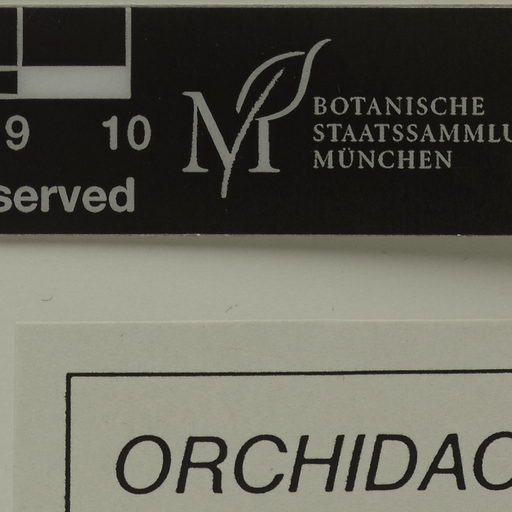 9 10
served
BOTANISCHE
STAATSSAMMLU
MÜNCHEN
ORCHIDAC